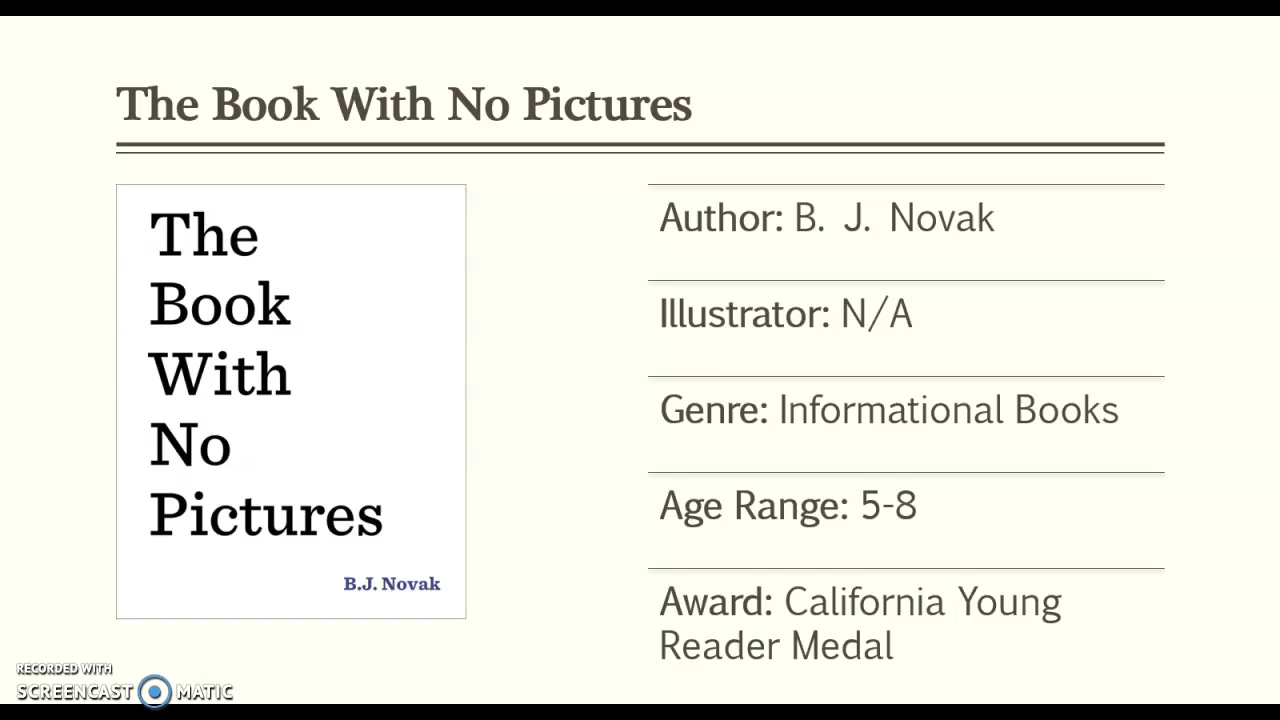 The Book With No Pictures
The
Book
With
No
Pictures
B.J. Novak
Author: B. J. Novak
Illustrator: N/A
Genre: Informational Books
Age Range: 5-8
Award: California Young
Reader Medal
RECORDED WITH
SCREENCAST MATIC